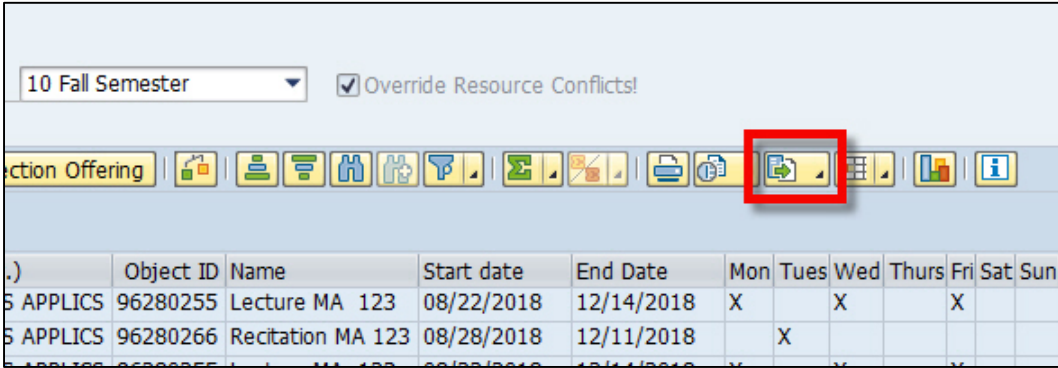 10 Fall Semester Override Resource Conflicts!
ection Offering
.) Object ID Name Start date End Date Mon Tues Wed Thurs Fri Sat Sun
S APPLICS 96280255 Lecture MA 123 08/22/2018 12/14/2018 X X X
S APPLICS 96280266 Recitation MA 123 08/28/2018 12/11/2018 X